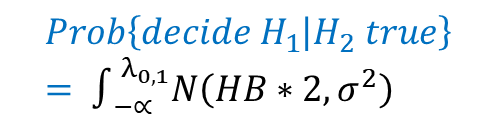 Prob{decide H₁|H₂ true}
= ∫_{-∝}^{λ_{0,1}} N(HB * 2, σ²)